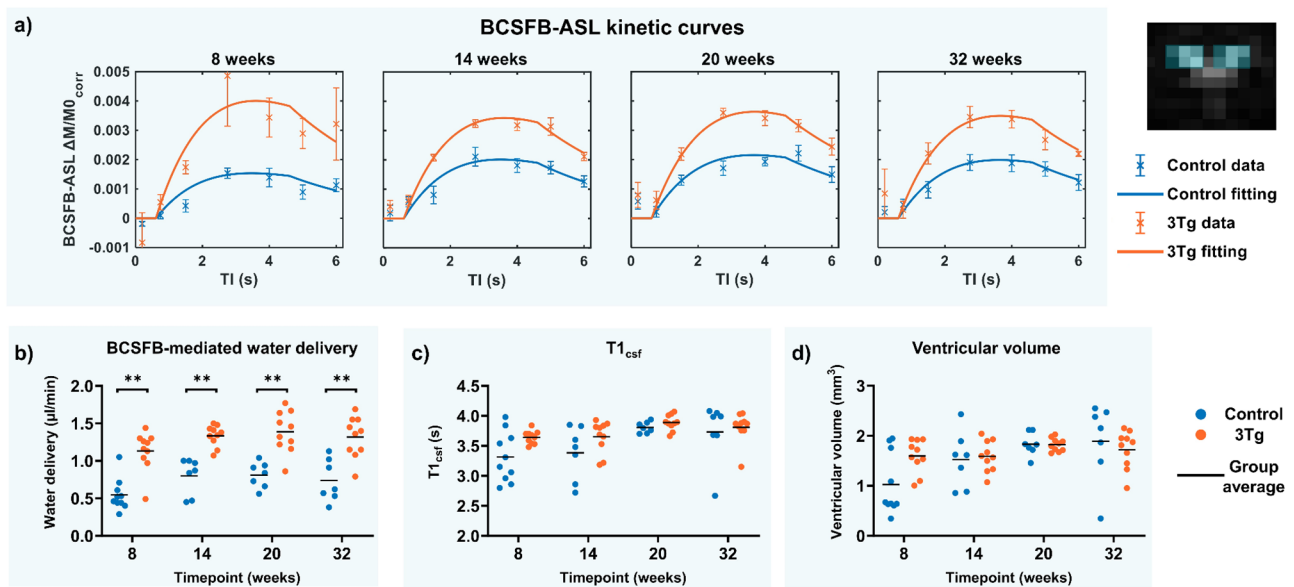 a)
BCSFB-ASL kinetic curves
8 weeks
14 weeks
20 weeks
32 weeks
BCSFB-ASL ΔM/M0corr
0.005
0.004
0.003
0.002
0.001
0
-0.001
0 2 4 6
0 2 4 6
0 2 4 6
0 2 4 6
TI (s)
TI (s)
TI (s)
TI (s)
Control data
Control fitting
3Tg data
3Tg fitting
b)
BCSFB-mediated water delivery
Water delivery (µl/min)
2.0
1.5
1.0
0.5
0.0
** ** ** **
8 14 20 32
Timepoint (weeks)
c)
T1csf
T1csf (s)
4.5
4.0
3.5
3.0
2.5
2.0
8 14 20 32
Timepoint (weeks)
d)
Ventricular volume
Ventricular volume (mm3)
3
2
1
0
8 14 20 32
Timepoint (weeks)
Control
3Tg
Group
average